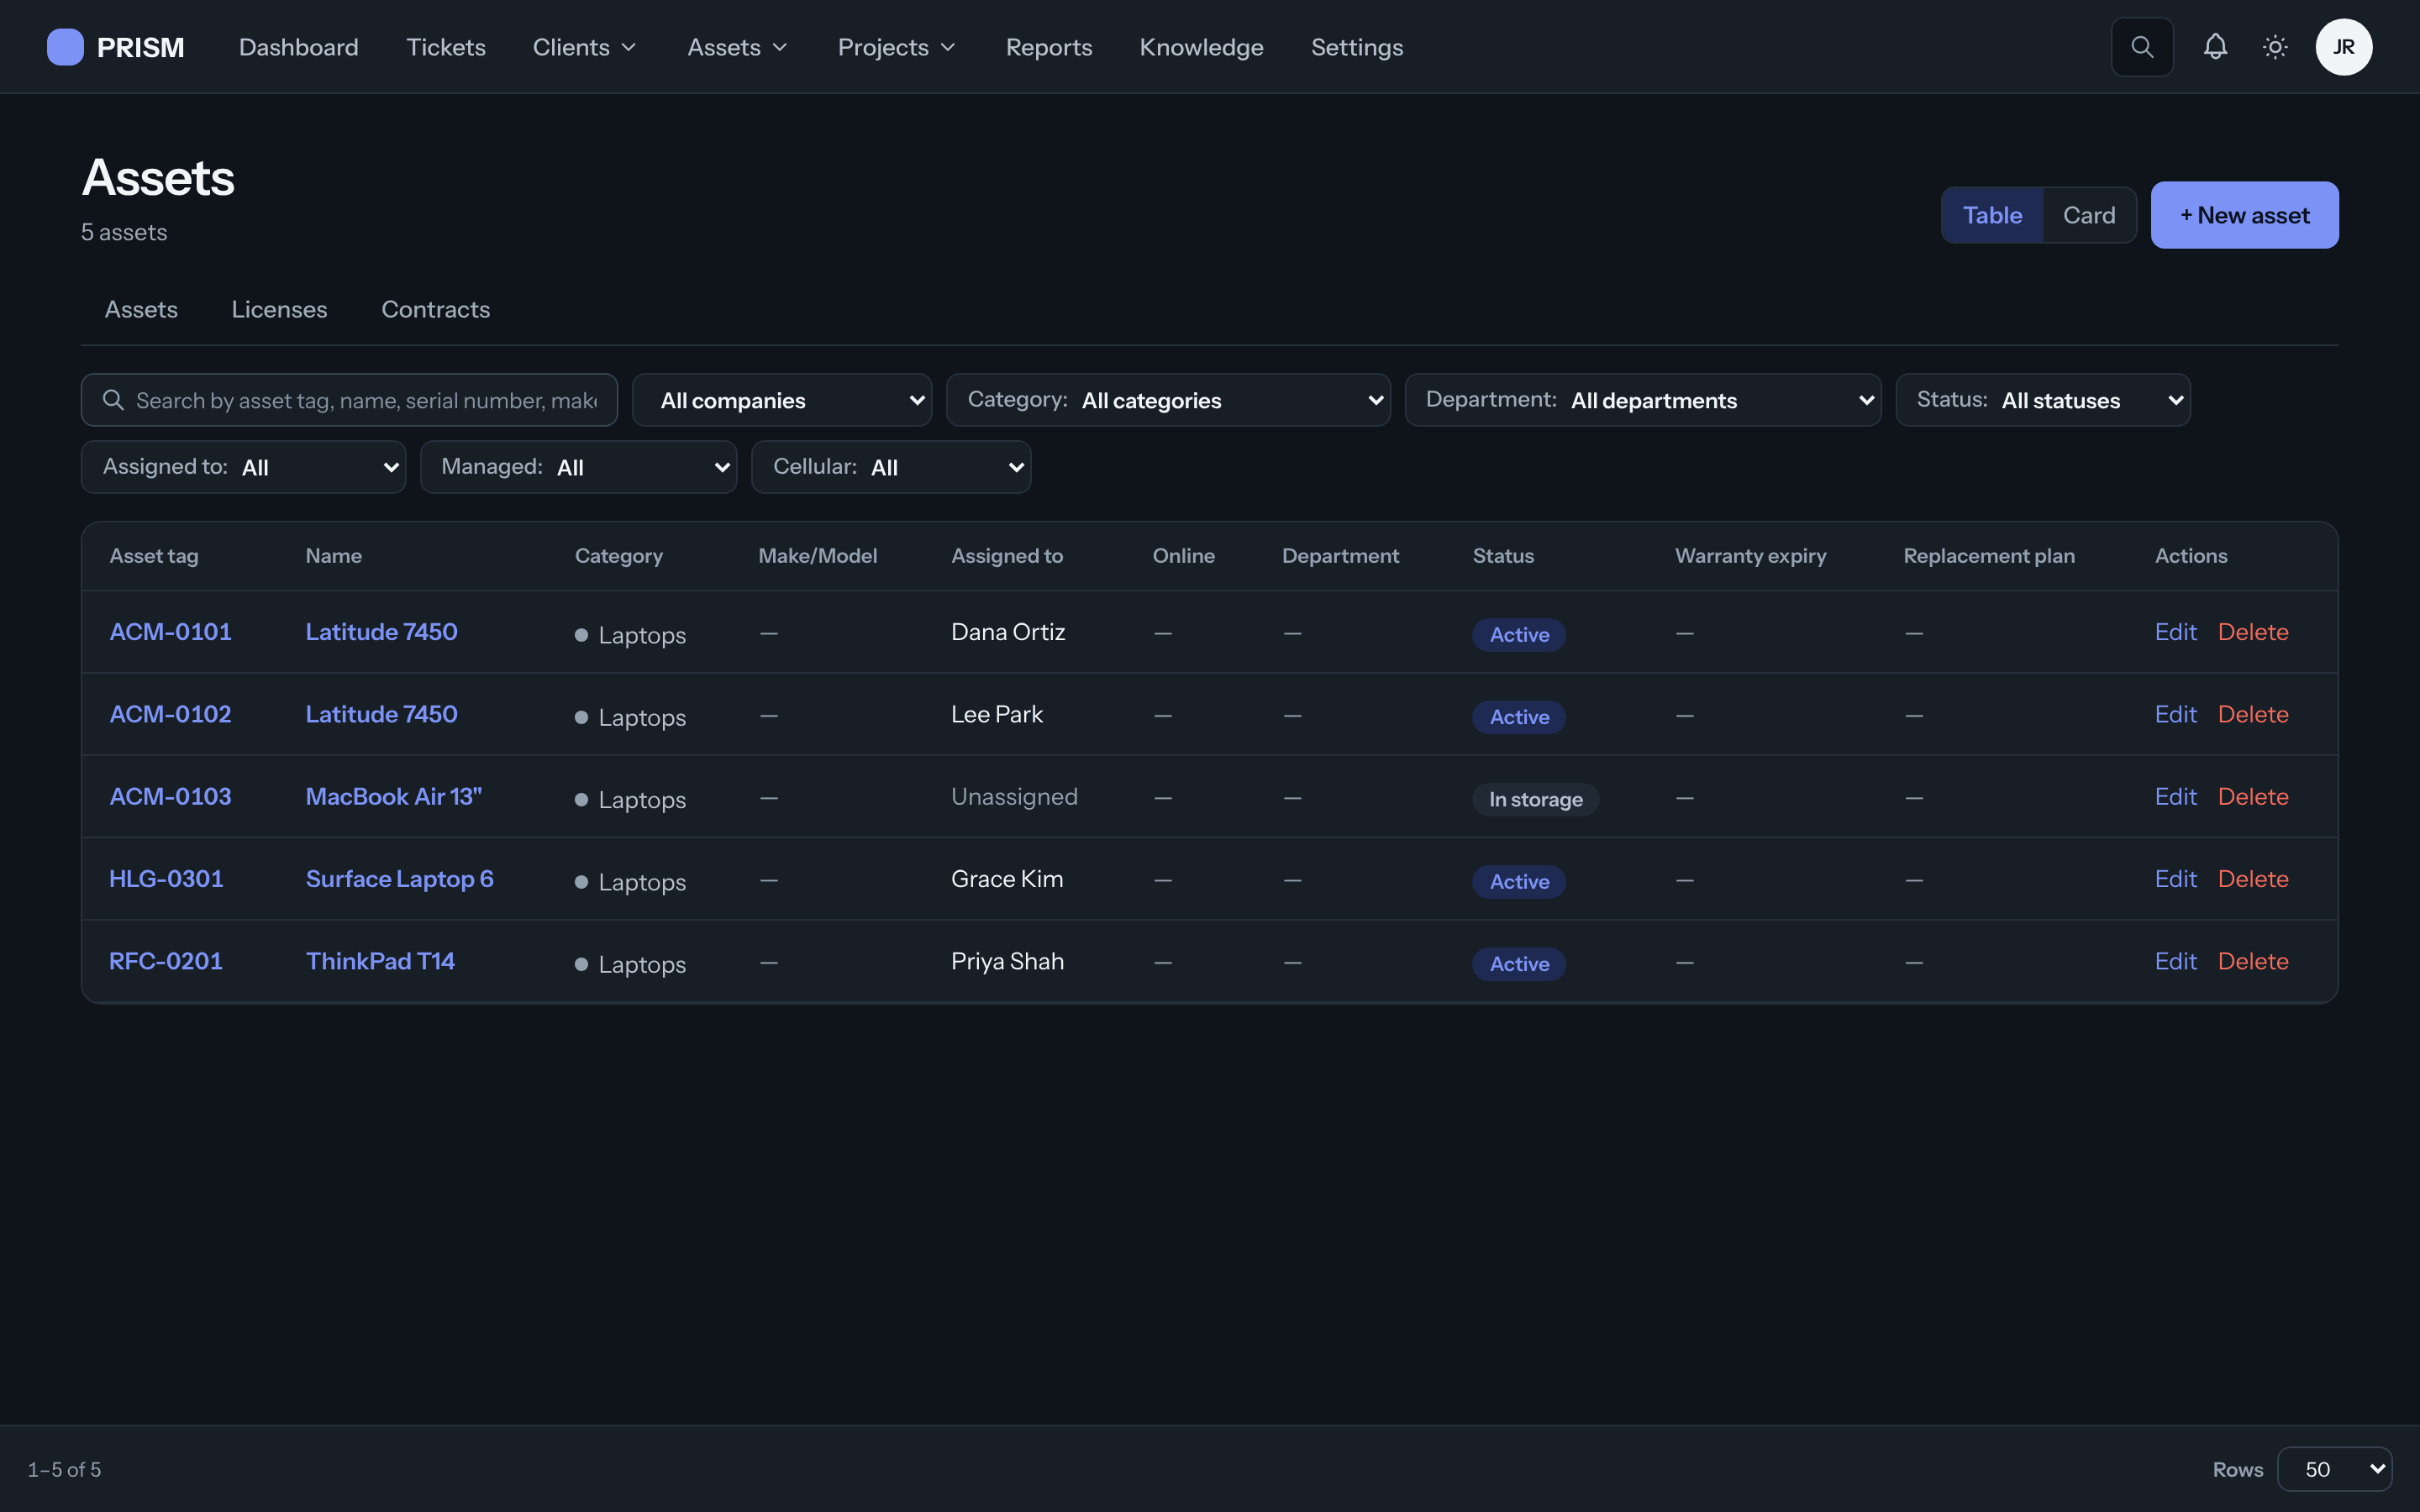 PRISM Dashboard Tickets Clients Assets Projects Reports Knowledge Settings JR
Assets
5 assets
Table Card + New asset
Assets Licenses Contracts
Search by asset tag, name, serial number, make All companies Category: All categories Department: All departments Status: All statuses
Assigned to: All Managed: All Cellular: All
Asset tag Name Category Make/Model Assigned to Online Department Status Warranty expiry Replacement plan Actions
ACM-0101 Latitude 7450 Laptops — Dana Ortiz — — Active — — Edit Delete
ACM-0102 Latitude 7450 Laptops — Lee Park — — Active — — Edit Delete
ACM-0103 MacBook Air 13" Laptops — Unassigned — — In storage — — Edit Delete
HLG-0301 Surface Laptop 6 Laptops — Grace Kim — — Active — — Edit Delete
RFC-0201 ThinkPad T14 Laptops — Priya Shah — — Active — — Edit Delete
1–5 of 5 Rows 50